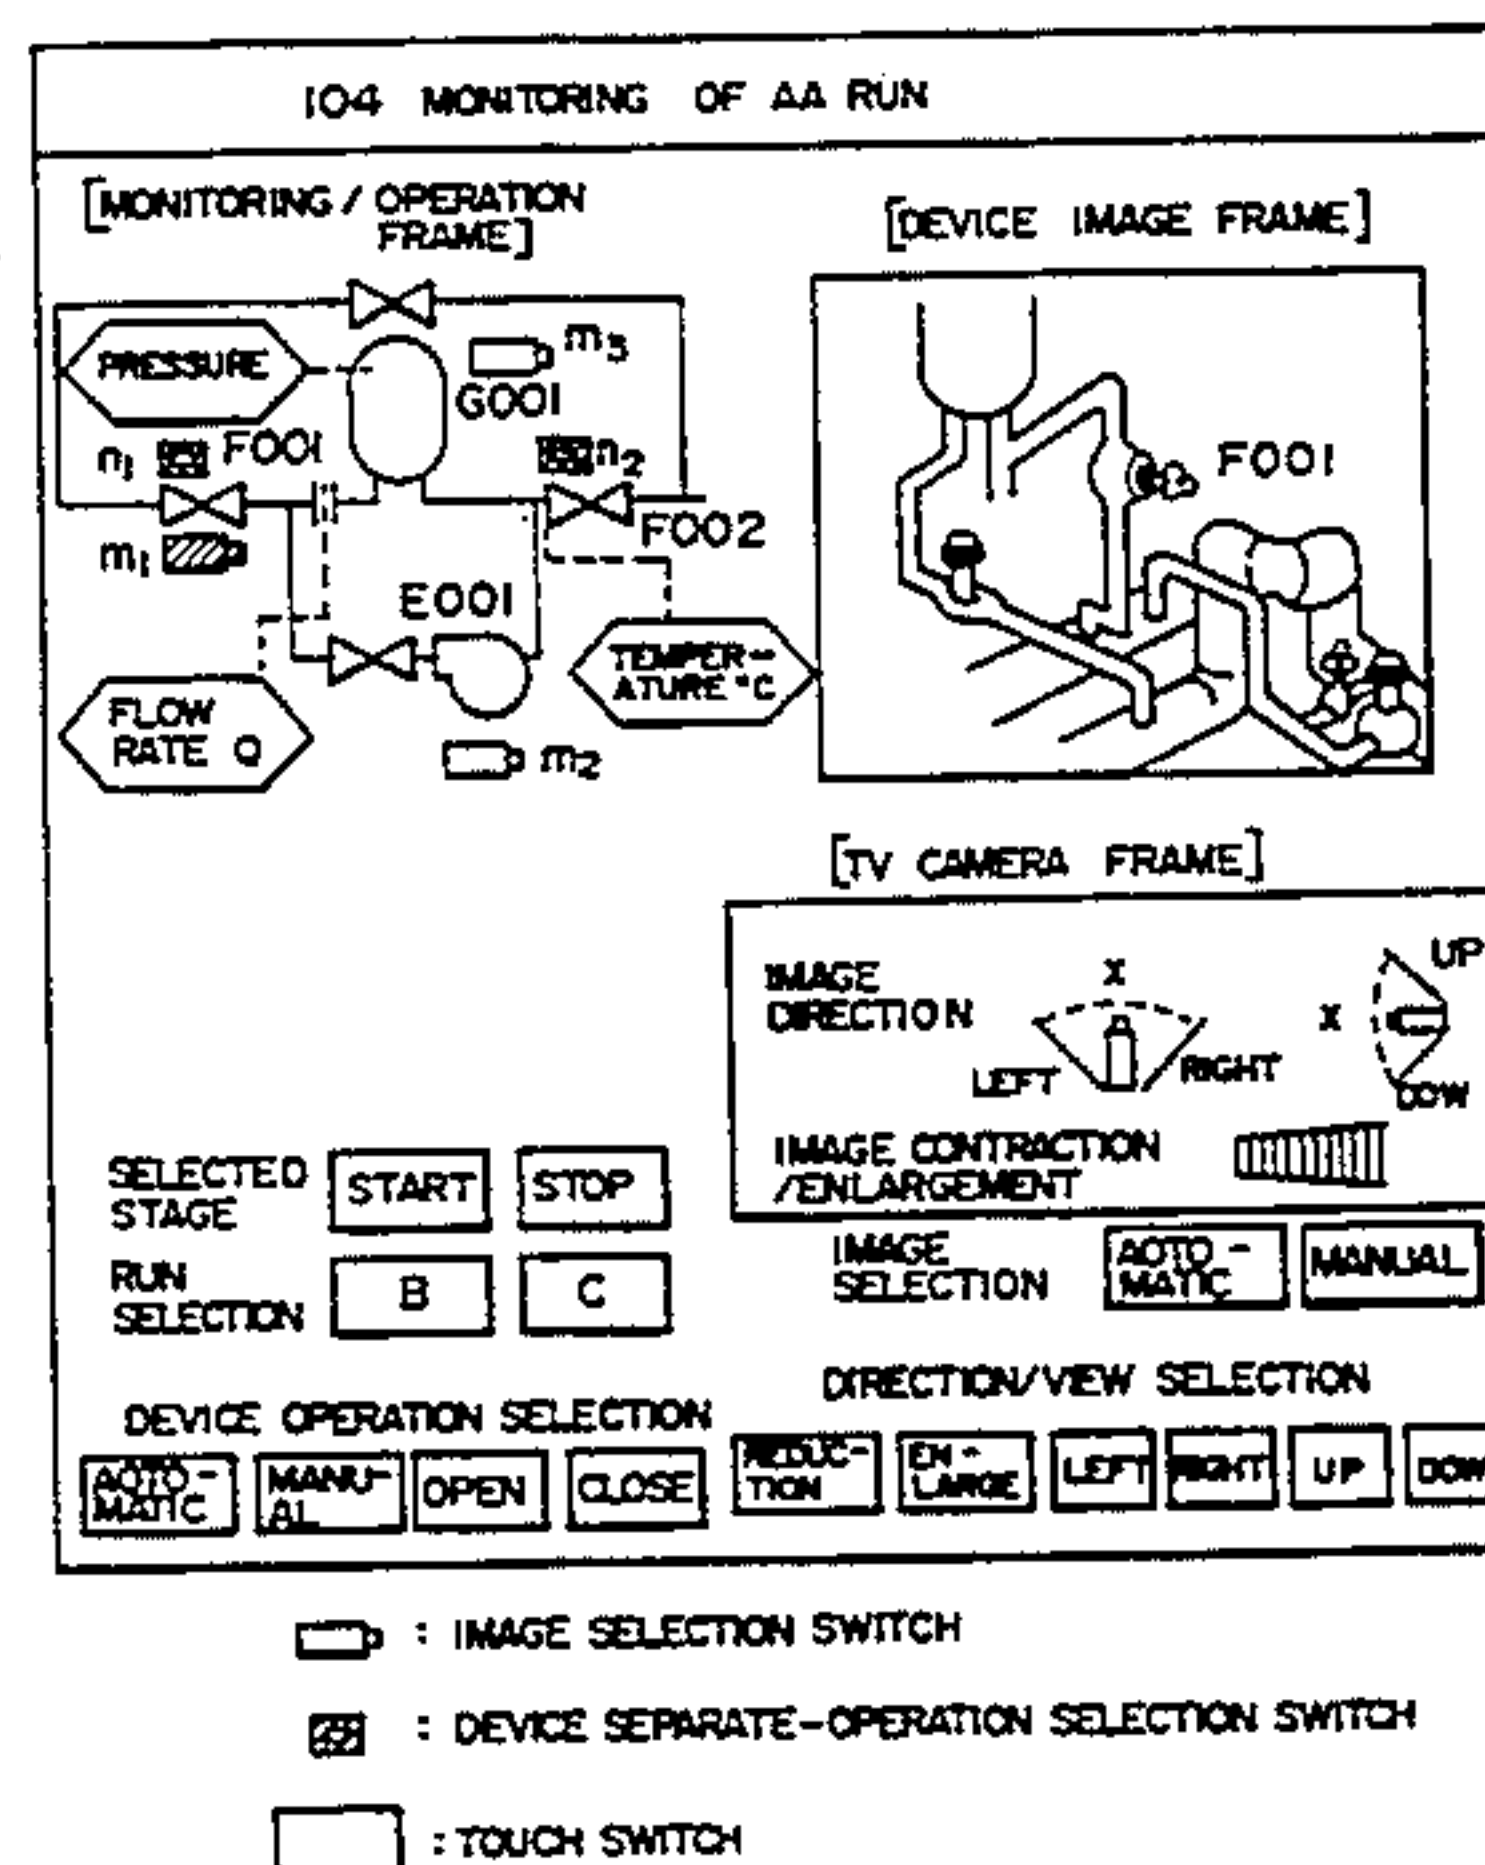 104 MONITORING OF AA RUN
[MONITORING / OPERATION
FRAME]
[DEVICE IMAGE FRAME]
PRESSURE
m3
G001
n1
F001
n2
F002
m1
E001
TEMPER-
ATURE °C
FLOW
RATE Q
m2
F001
[TV CAMERA FRAME]
IMAGE
DIRECTION
X
LEFT
RIGHT
X
UP
DOW
IMAGE CONTRACTION
/ENLARGEMENT
SELECTED
STAGE
START
STOP
RUN
SELECTION
B
C
IMAGE
SELECTION
AOTO-
MATIC
MANUAL
DIRECTION/VIEW SELECTION
DEVICE OPERATION SELECTION
AOTO-
MATIC
MANU-
AL
OPEN
CLOSE
REDUC-
TION
EN-
LARGE
LEFT
RIGHT
UP
DOW
: IMAGE SELECTION SWITCH
: DEVICE SEPARATE-OPERATION SELECTION SWITCH
: TOUCH SWITCH